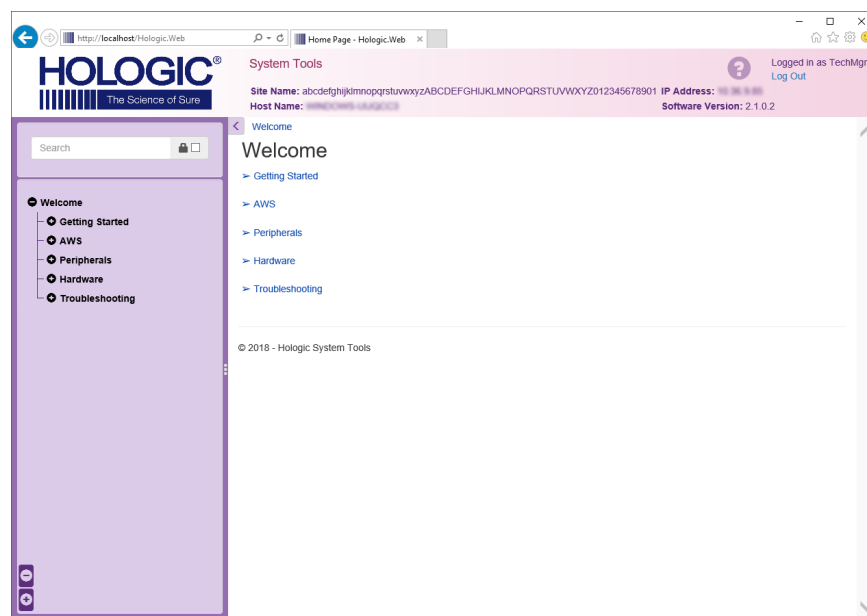 http://localhost/Hologic.Web
Home Page - Hologic.Web
HOLOGIC®
The Science of Sure
System Tools
Logged in as TechMgr
Log Out
Site Name: abcdefghijklmnopqrstuvwxyzABCDEFGHIJKLMNOPQRSTUVWXYZ012345678901 IP Address:
Host Name:
Software Version: 2.1.0.2
Search
Welcome
Getting Started
AWS
Peripherals
Hardware
Troubleshooting
Welcome
Welcome
➢ Getting Started
➢ AWS
➢ Peripherals
➢ Hardware
➢ Troubleshooting
© 2018 - Hologic System Tools